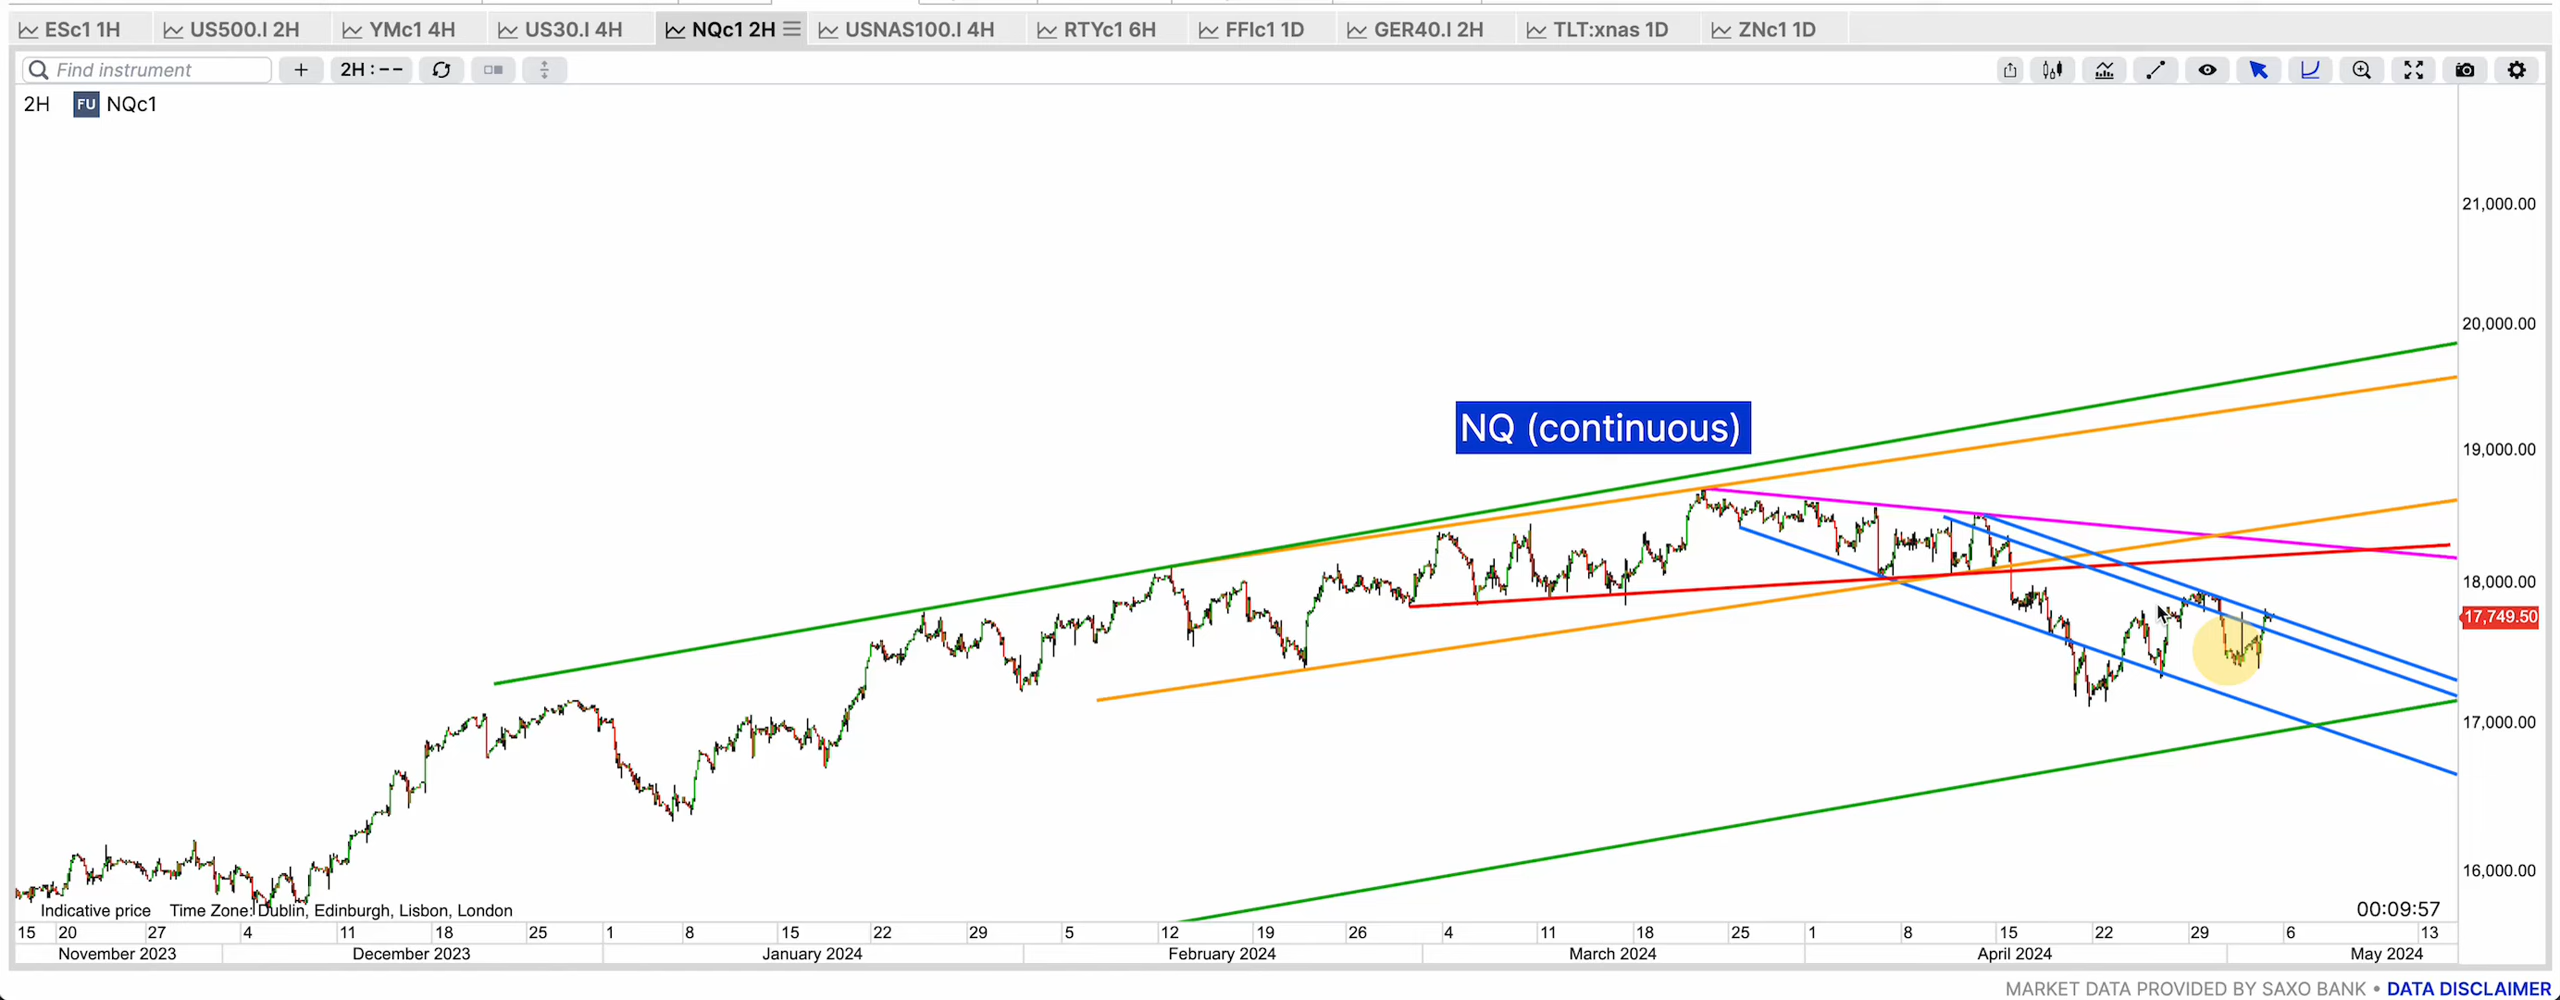 ESc1 1H US500.I 2H YMc1 4H US30.I 4H NQc1 2H USNAS100.I 4H RTYc1 6H FFIc1 1D GER40.I 2H TLT:xnas 1D ZNc1 1D
Find instrument + 2H : --
2H FU NQc1
21,000.00
20,000.00
NQ (continuous)
19,000.00
18,000.00
17,749.50
17,000.00
16,000.00
Indicative price Time Zone: Dublin, Edinburgh, Lisbon, London 00:09:57
15 20 27 4 11 18 25 1 8 15 22 29 5 12 19 26 4 11 18 25 1 8 15 22 29 6 13
November 2023 December 2023 January 2024 February 2024 March 2024 April 2024 May 2024
MARKET DATA PROVIDED BY SAXO BANK • DATA DISCLAIMER